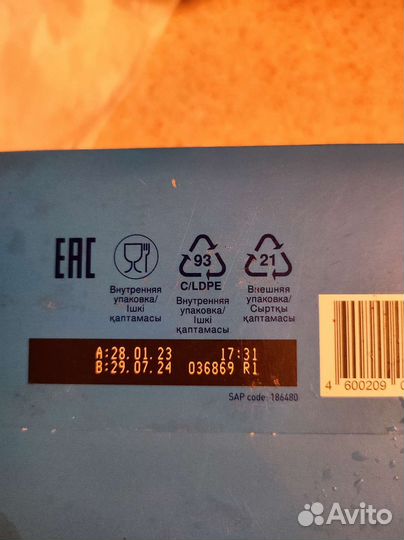 EAC
93
21
C/LDPE
Внутренняя
упаковка/
Ішкі
қаптамасы
Внутренняя
упаковка/
Ішкі
қаптамасы
Внешняя
упаковка/
Сыртқы
қаптамасы
A:28.01.23 17:31
B:29.07.24 036869 R1
SAP code: 186480
4 600209
Avito